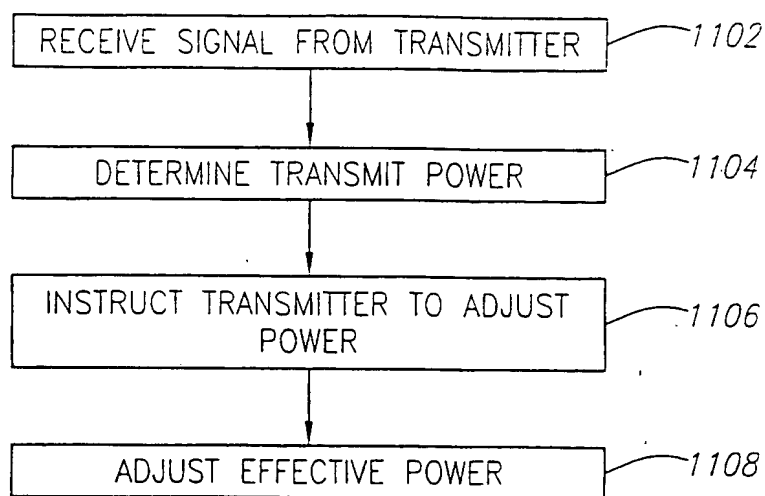 RECEIVE SIGNAL FROM TRANSMITTER 1102
DETERMINE TRANSMIT POWER 1104
INSTRUCT TRANSMITTER TO ADJUST
POWER 1106
ADJUST EFFECTIVE POWER 1108